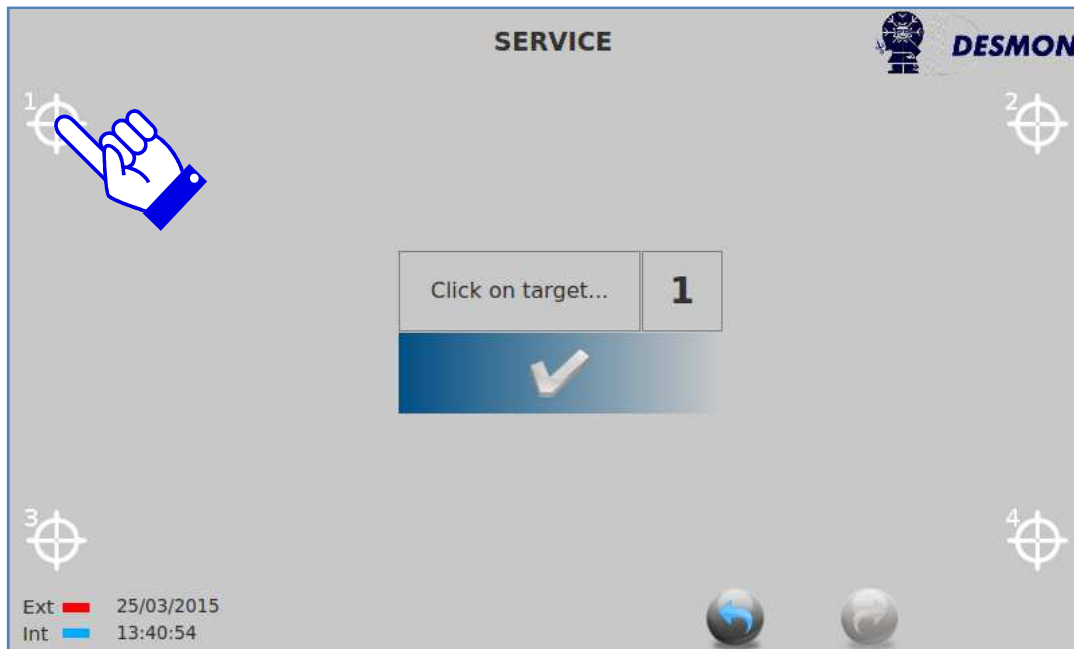 SERVICE
DESMON
1
2
Click on target...
1
3
4
Ext
25/03/2015
Int
13:40:54